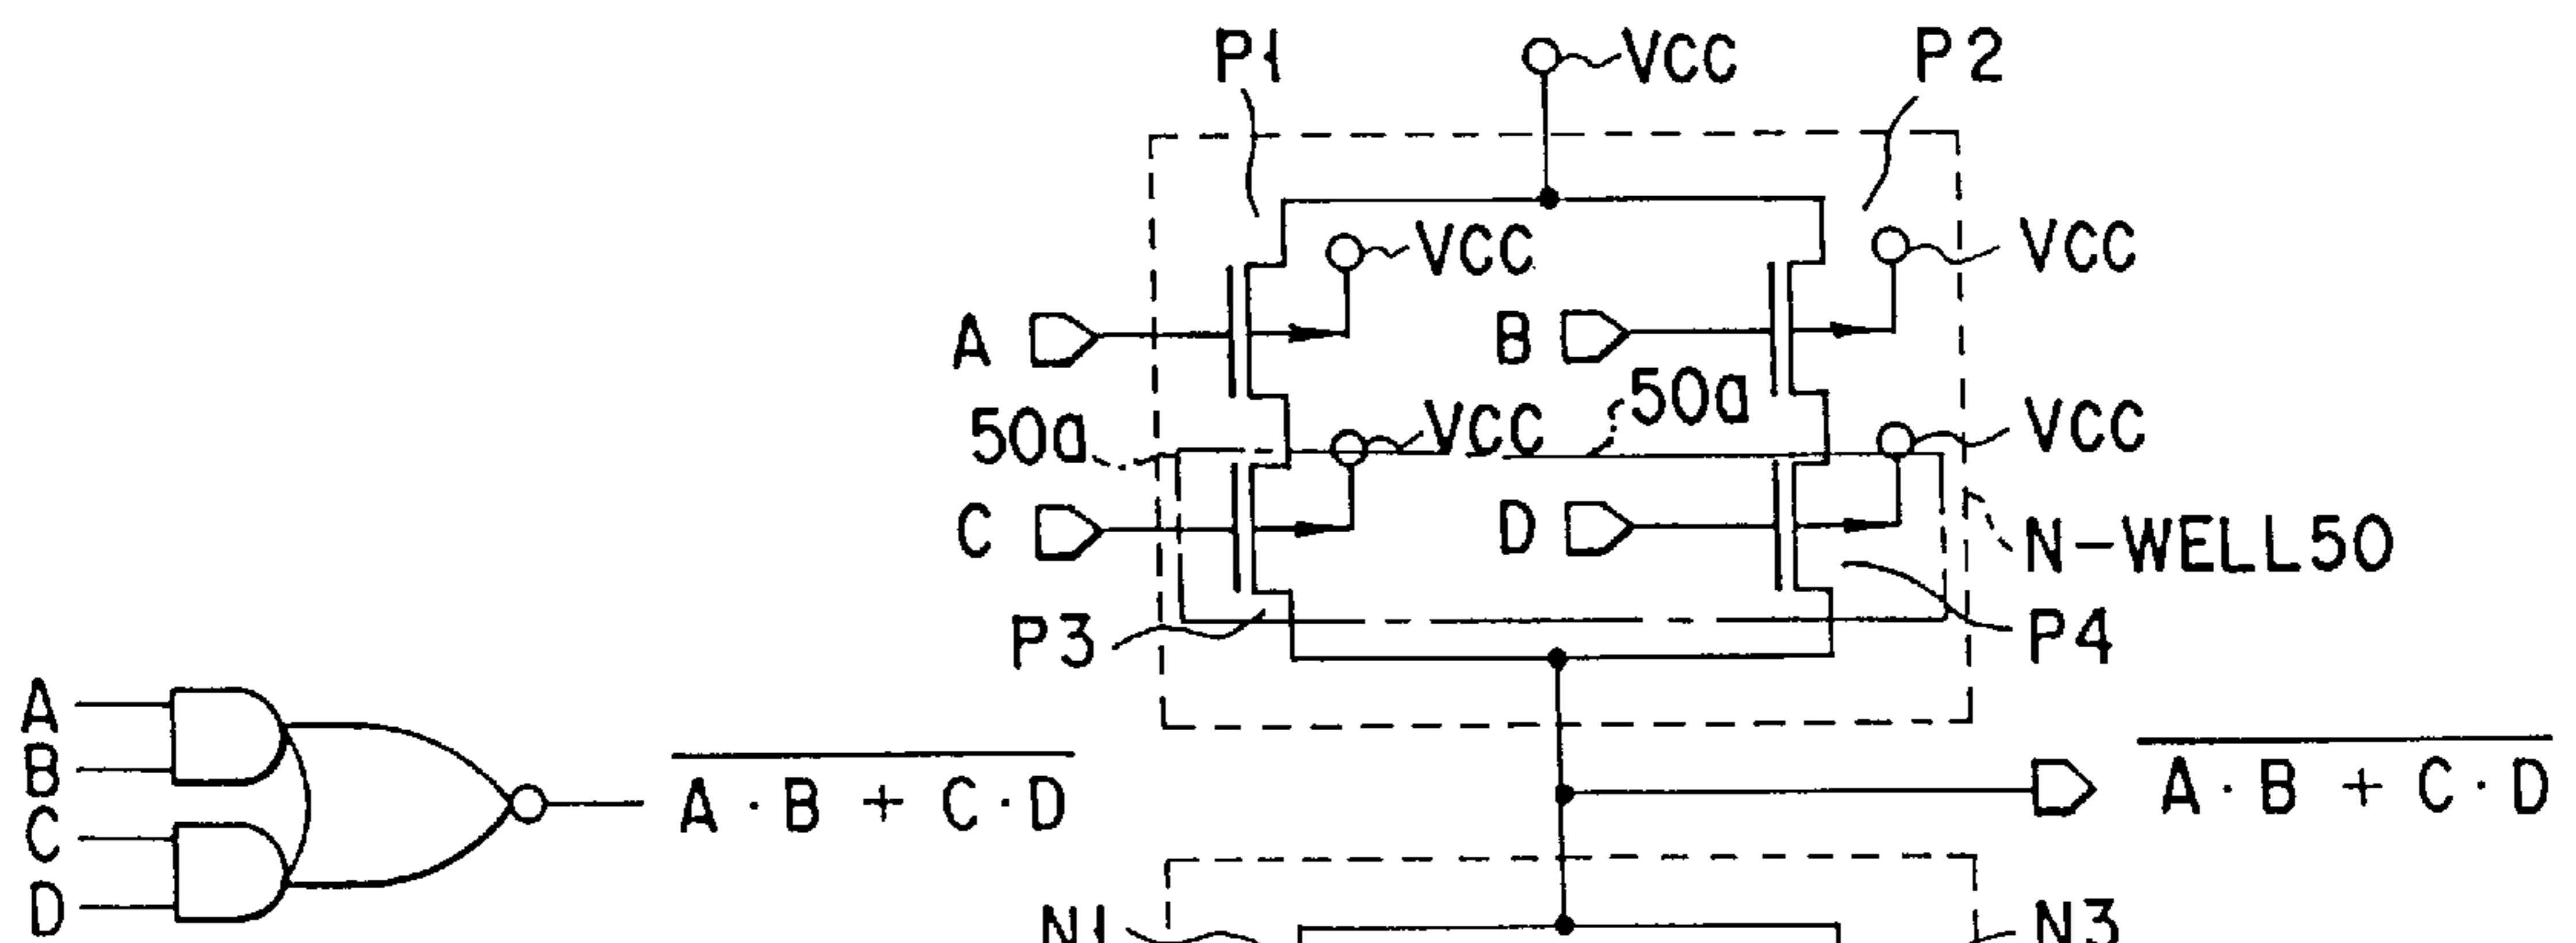 P1
VCC
P2
VCC
VCC
A
B
50a
50a
VCC
VCC
C
D
N-WELL50
P3
P4
A
B
C
D
A·B + C·D
A·B + C·D
N1
N3